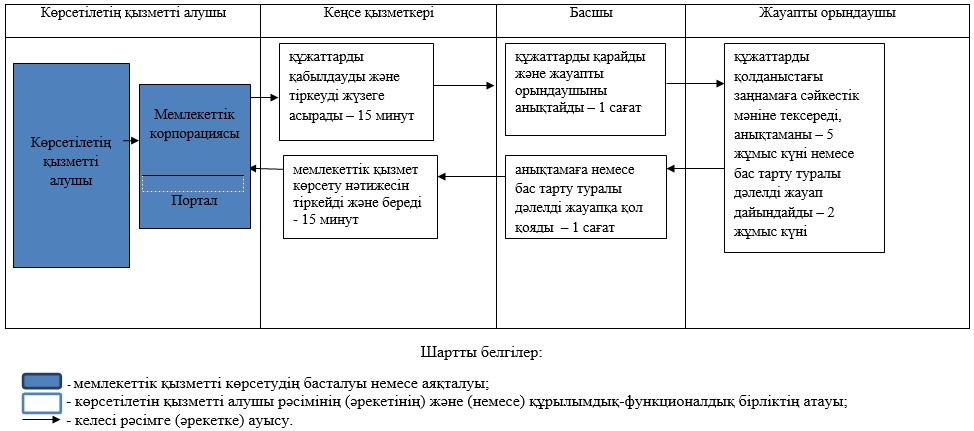 Көрсетілетің қызметті алушы
Кеңсе қызметкері
Басшы
Жауапты орындаушы
Көрсетілетің
қызметті
алушы
Мемлекеттік
корпорациясы
Портал
құжаттарды
қабылдауды және
тіркеуді жүзеге
асырады – 15 минут
құжаттарды қарайды
және жауапты
орындаушыны
анықтайды – 1 сағат
құжаттарды
қолданыстағы
заңнамаға сәйкестік
мәніне тексереді,
анықтаманы – 5
жұмыс күні немесе
бас тарту туралы
дәлелді жауап
дайындайды – 2
жұмыс күні
мемлекеттік қызмет
көрсету нәтижесін
тіркейді және береді
- 15 минут
анықтамаға немесе
бас тарту туралы
дәлелді жауапқа қол
қояды – 1 сағат
Шартты белгілер:
- мемлекеттік қызметті көрсетудің басталуы немесе аяқталуы;
- көрсетілетін қызметті алушы рәсімінің (әрекетінің) және (немесе) құрылымдық-функционалдық бірліктің атауы;
- келесі рәсімге (әрекетке) ауысу.